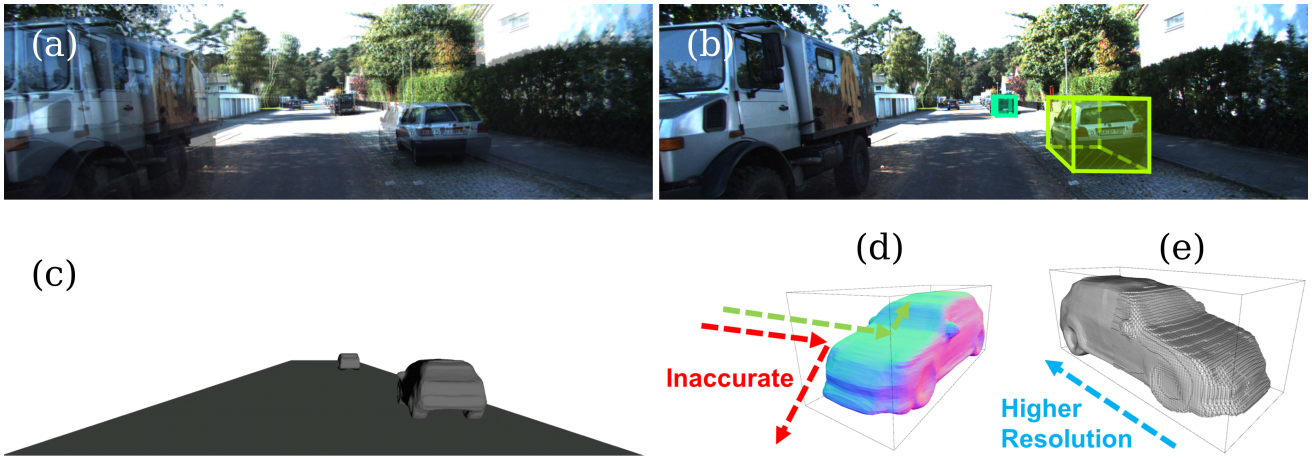 (a)
(b)
(c)
(d)
(e)
Inaccurate
Higher
Resolution